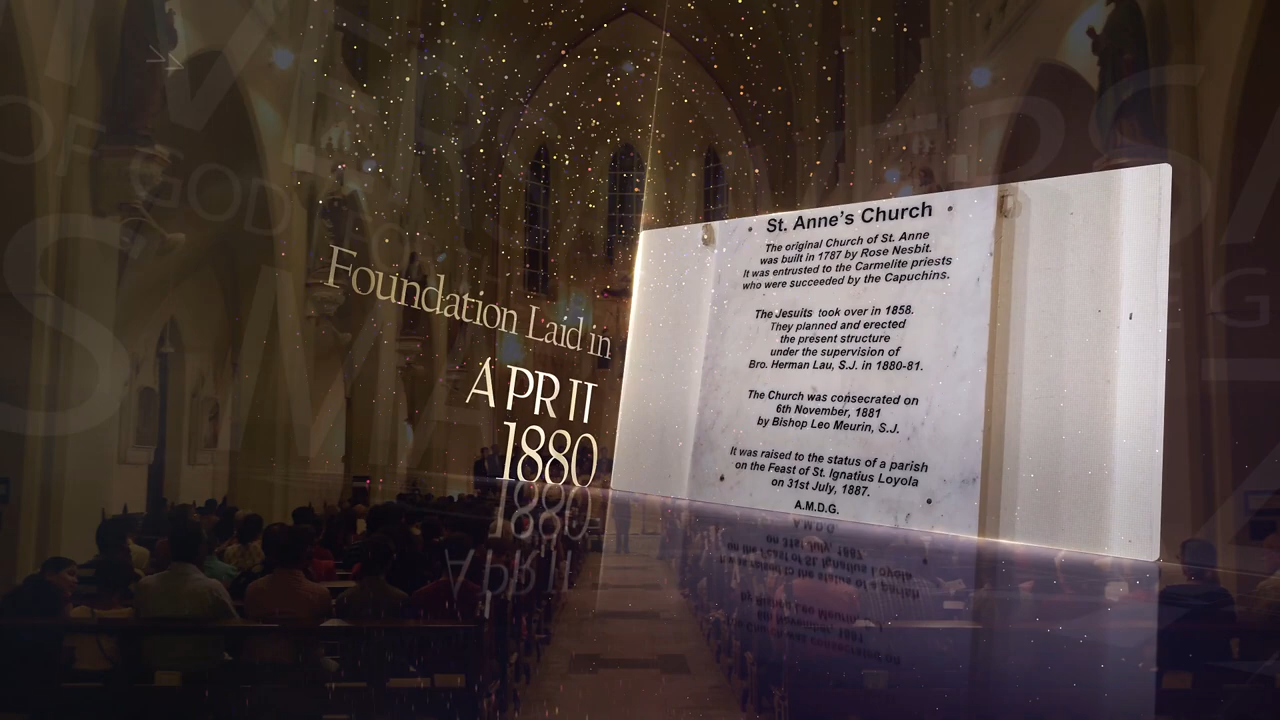 Foundation Laid in
APRIL
1880
St. Anne's Church
The original Church of St. Anne
was built in 1787 by Rose Nesbit.
It was entrusted to the Carmelite priests
who were succeeded by the Capuchins.
The Jesuits took over in 1858.
They planned and erected
the present structure
under the supervision of
Bro. Herman Lau, S.J. in 1880-81.
The Church was consecrated on
6th November, 1881
by Bishop Leo Meurin, S.J.
It was raised to the status of a parish
on the Feast of St. Ignatius Loyola
on 31st July, 1887.
A.M.D.G.
OF GOD